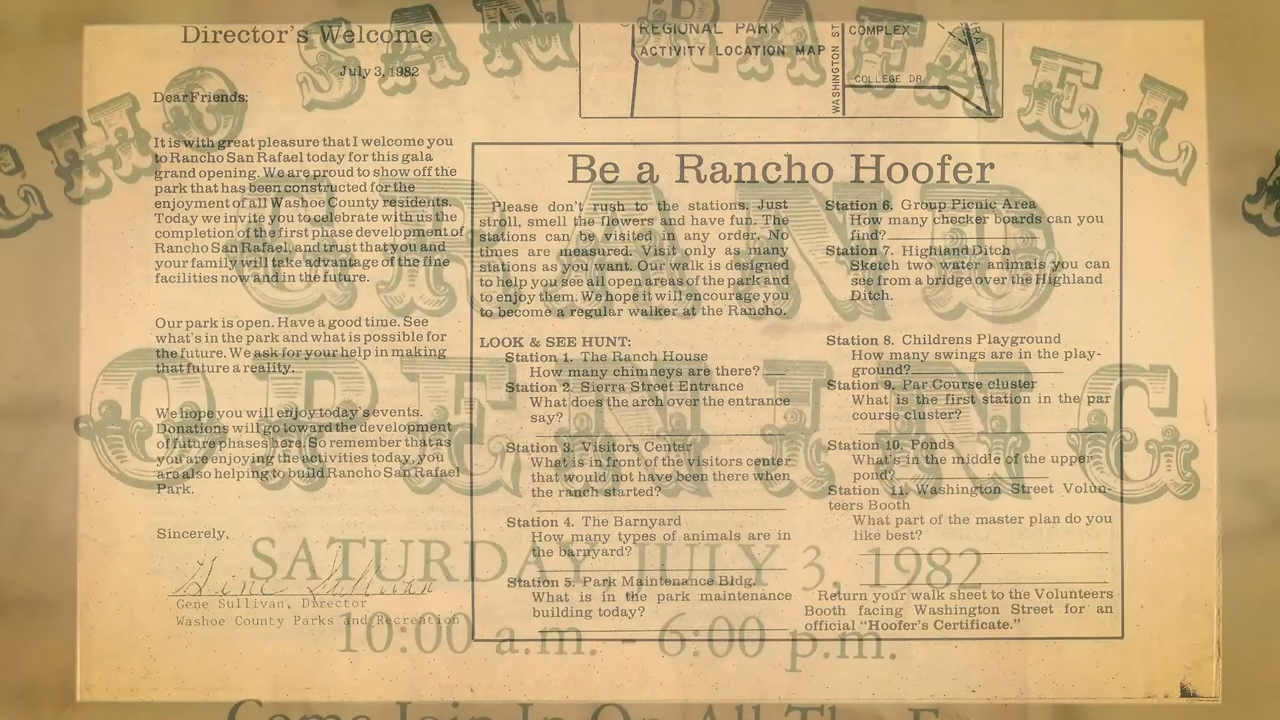 CHO SAN RAFAEL
GRAND
OPENING
SATURDAY JULY 3, 1982
10:00 a.m. - 6:00 p.m.
Come Join In On All The
Director's Welcome
July 3, 1982
Dear Friends:
It is with great pleasure that I welcome you
to Rancho San Rafael today for this gala
grand opening. We are proud to show off the
park that has been constructed for the
enjoyment of all Washoe County residents.
Today we invite you to celebrate with us the
completion of the first phase development of
Rancho San Rafael, and trust that you and
your family will take advantage of the fine
facilities now and in the future.
Our park is open. Have a good time. See
what's in the park and what is possible for
the future. We ask for your help in making
that future a reality.
We hope you will enjoy today's events.
Donations will go toward the development
of future phases here. So remember that as
you are enjoying the activities today, you
are also helping to build Rancho San Rafael
Park.
Sincerely,
Gene Sullivan
Gene Sullivan, Director
Washoe County Parks and Recreation
REGIONAL PARK
ACTIVITY LOCATION MAP
WASHINGTON ST
COMPLEX
COLLEGE DR
Be a Rancho Hoofer
Please don't rush to the stations. Just
stroll, smell the flowers and have fun. The
stations can be visited in any order. No
times are measured. Visit only as many
stations as you want. Our walk is designed
to help you see all open areas of the park and
to enjoy them. We hope it will encourage you
to become a regular walker at the Rancho.
LOOK & SEE HUNT:
Station 1. The Ranch House
How many chimneys are there?
Station 2. Sierra Street Entrance
What does the arch over the entrance
say?
Station 3. Visitors Center
What is in front of the visitors center
that would not have been there when
the ranch started?
Station 4. The Barnyard
How many types of animals are in
the barnyard?
Station 5. Park Maintenance Bldg.
What is in the park maintenance
building today?
Station 6. Group Picnic Area
How many checker boards can you
find?
Station 7. Highland Ditch
Sketch two water animals you can
see from a bridge over the Highland
Ditch.
Station 8. Childrens Playground
How many swings are in the play-
ground?
Station 9. Par Course cluster
What is the first station in the par
course cluster?
Station 10. Ponds
What's in the middle of the upper
pond?
Station 11. Washington Street Volun-
teers Booth
What part of the master plan do you
like best?
Return your walk sheet to the Volunteers
Booth facing Washington Street for an
official "Hoofer's Certificate."